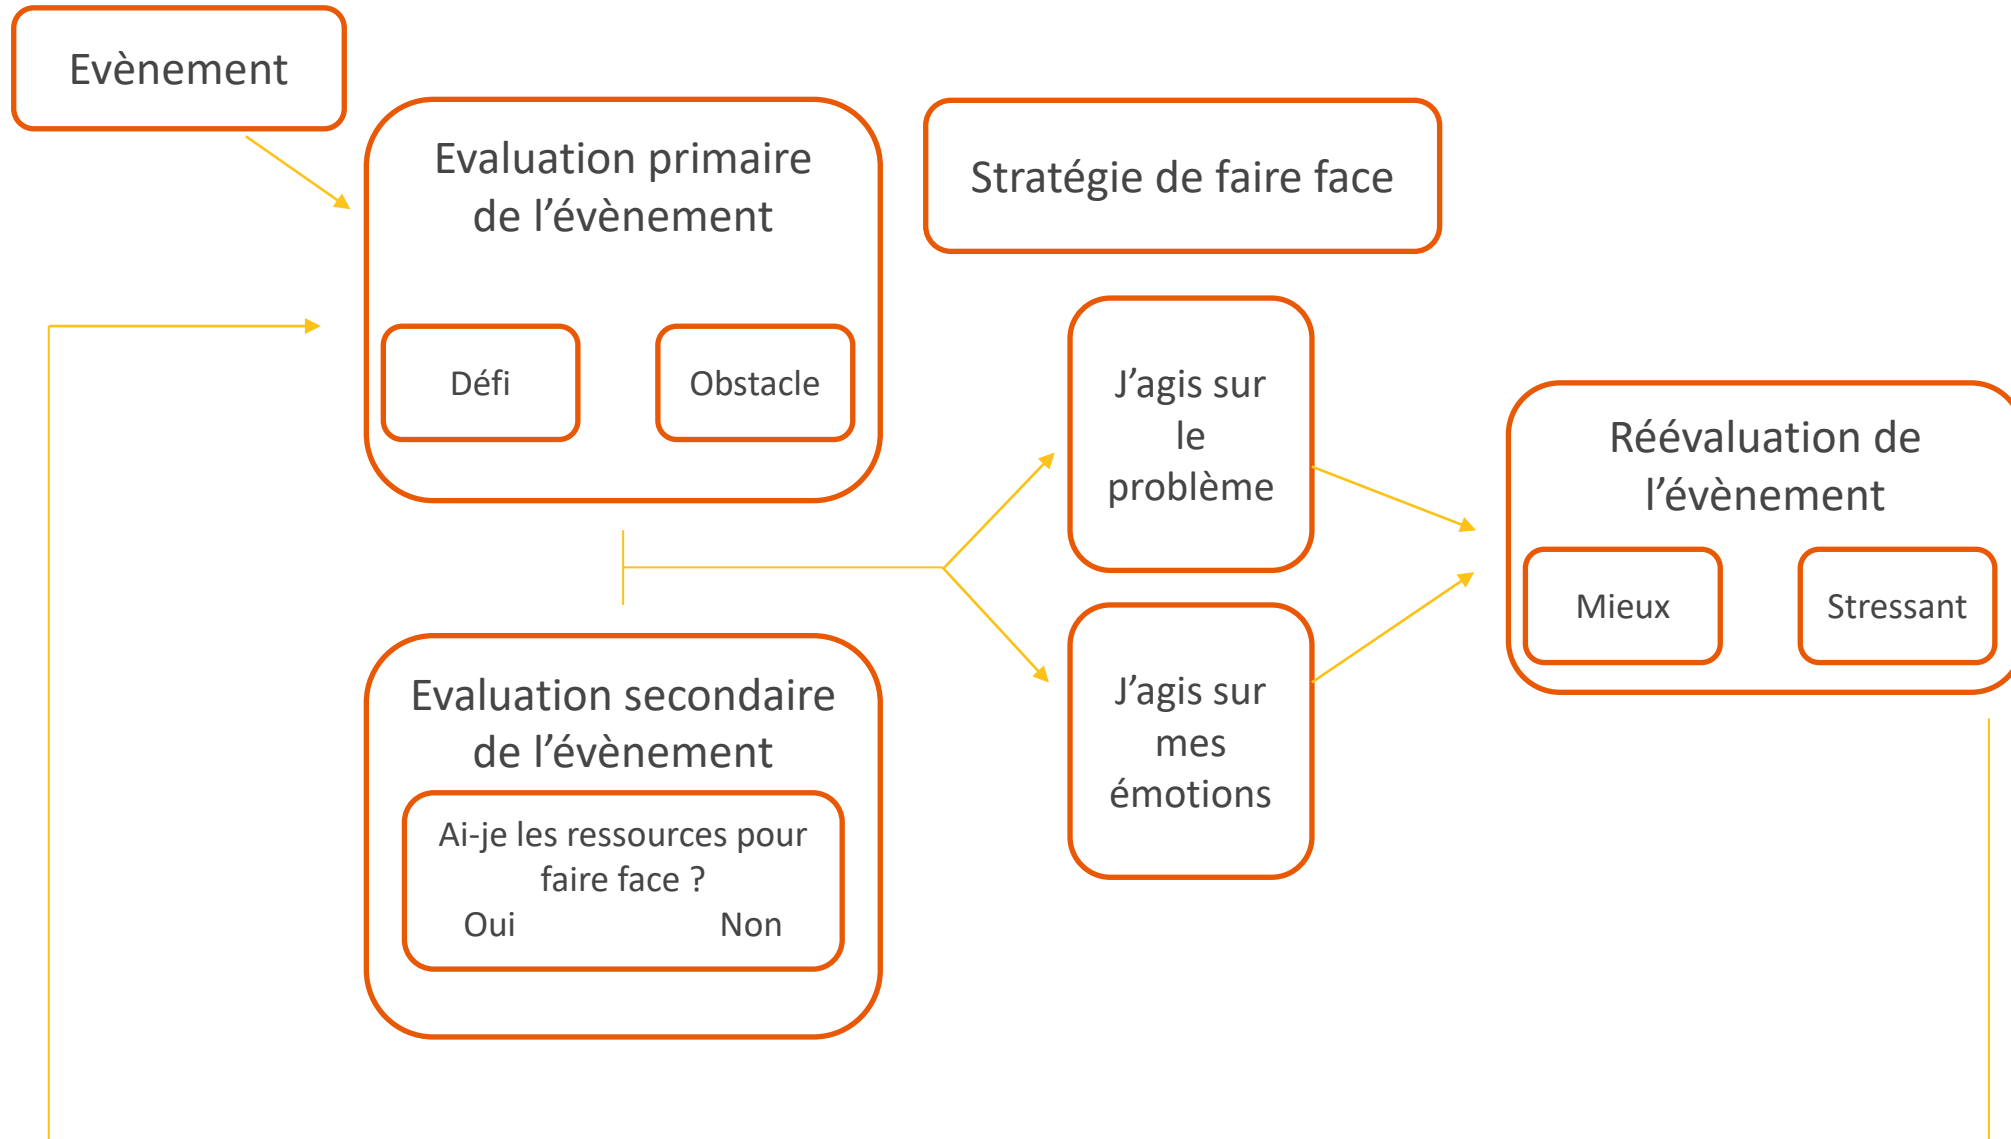 Evènement
Evaluation primaire
de l’évènement
Défi
Obstacle
Evaluation secondaire
de l’évènement
Ai-je les ressources pour
faire face ?
Oui Non
Stratégie de faire face
J’agis sur
le
problème
J’agis sur
mes
émotions
Réévaluation de
l’évènement
Mieux
Stressant